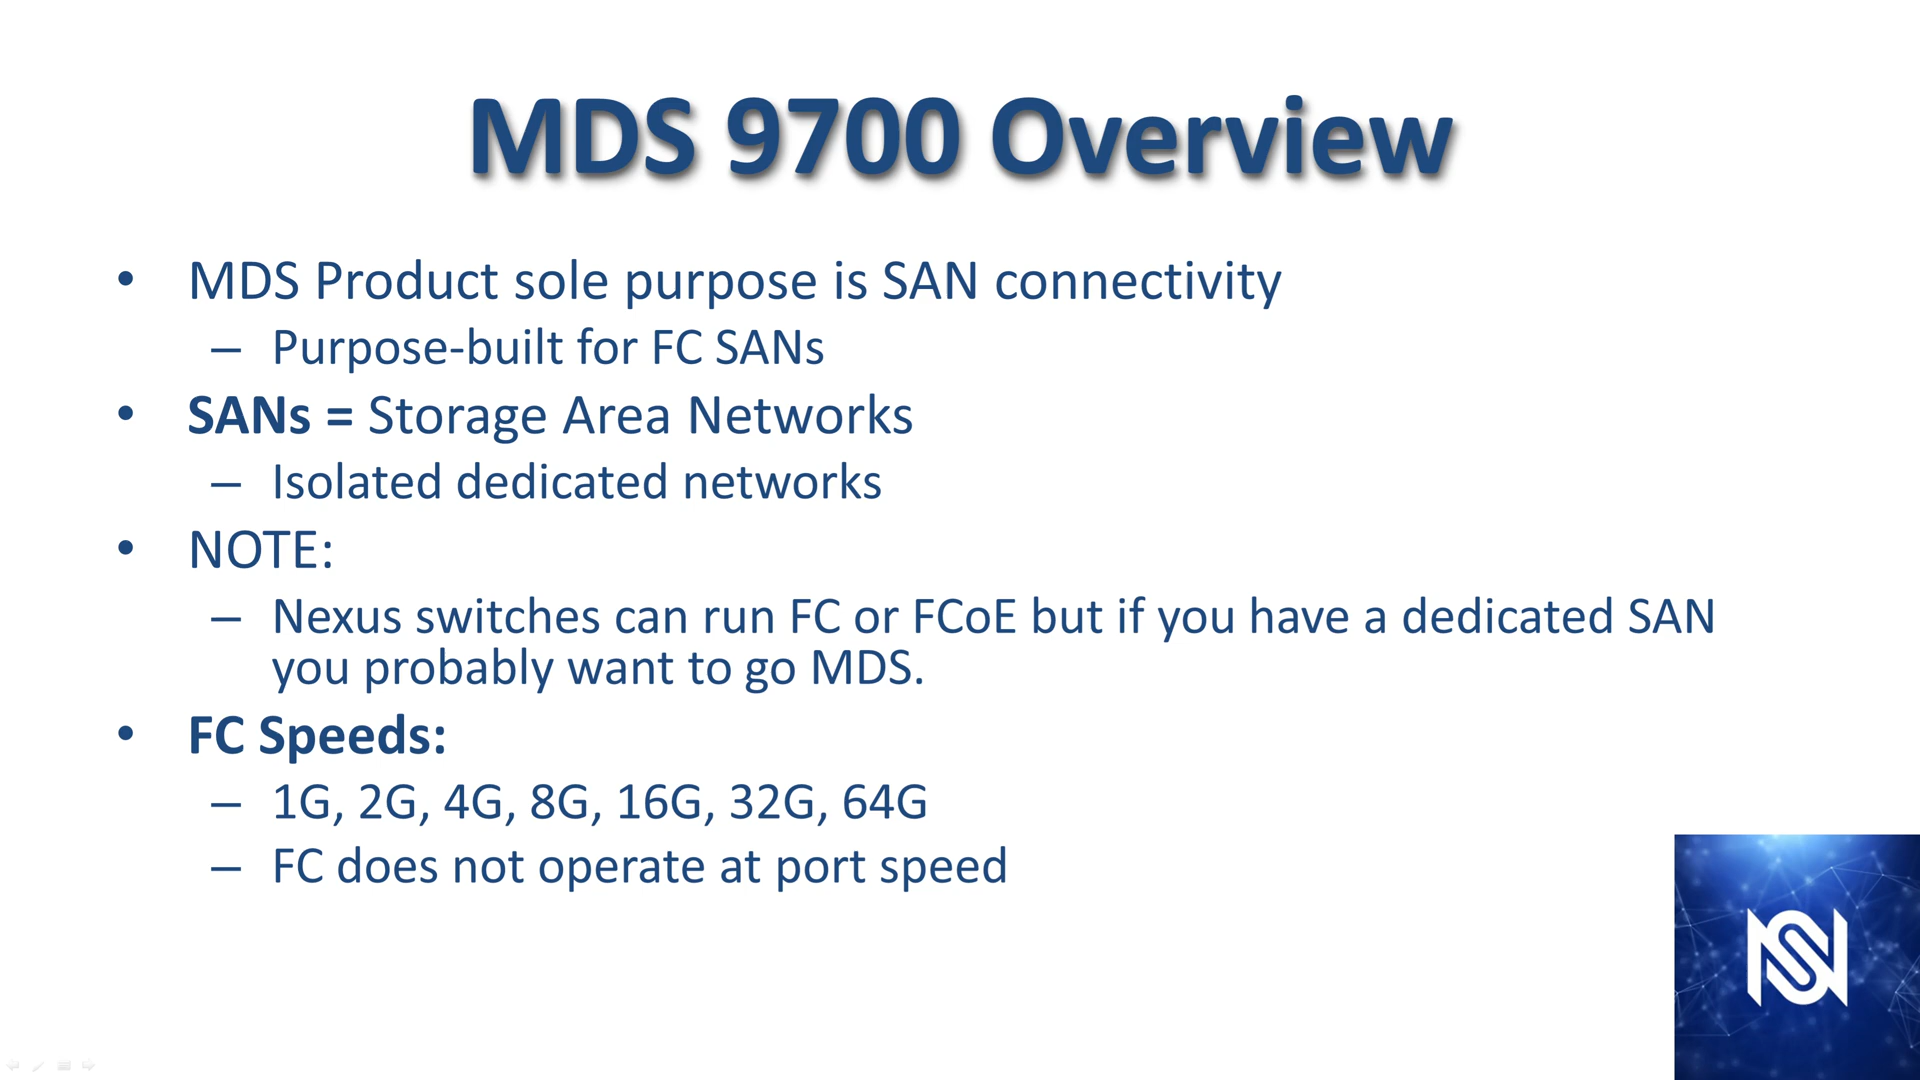 MDS 9700 Overview
• MDS Product sole purpose is SAN connectivity
– Purpose-built for FC SANs
• SANs = Storage Area Networks
– Isolated dedicated networks
• NOTE:
– Nexus switches can run FC or FCoE but if you have a dedicated SAN
you probably want to go MDS.
• FC Speeds:
– 1G, 2G, 4G, 8G, 16G, 32G, 64G
– FC does not operate at port speed
NS